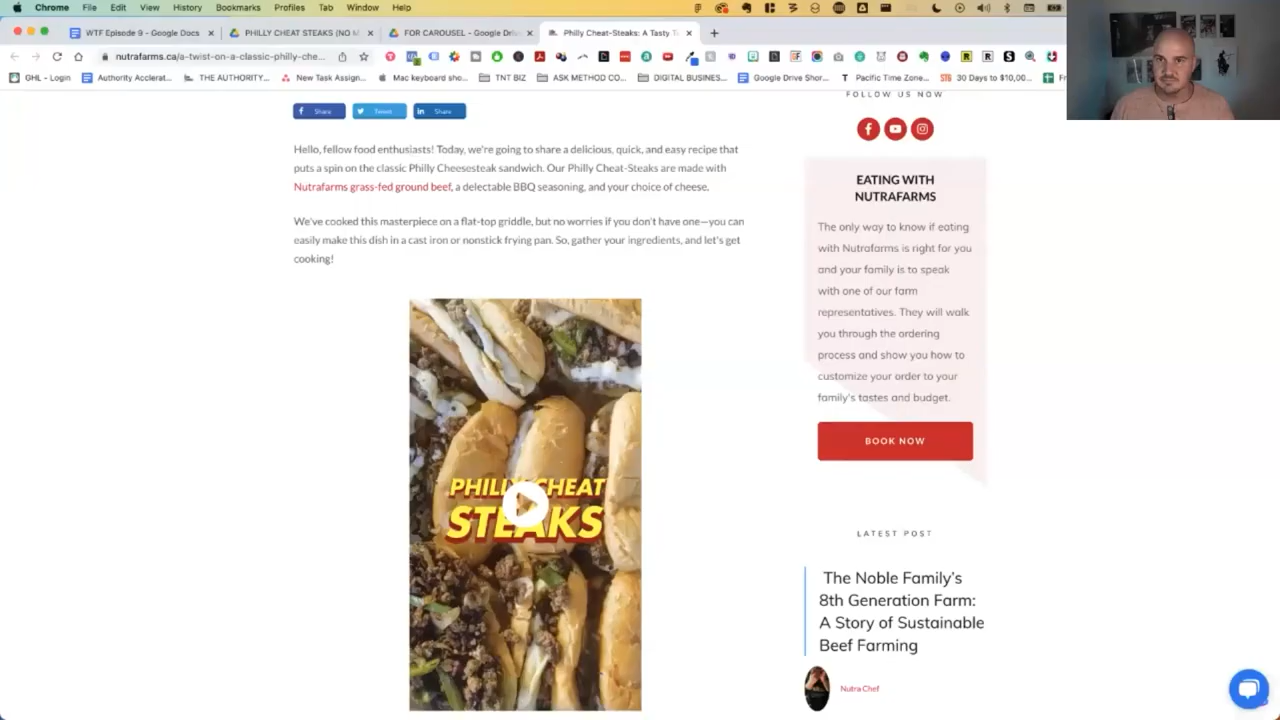 Chrome File Edit View History Bookmarks Profiles Tab Window Help
WTF Episode 9 - Google Docs
PHILLY CHEAT STEAKS (NO M
FOR CAROUSEL - Google Drive
Philly Cheat-Steaks: A Tasty T
nutrafarms.ca/a-twist-on-a-classic-philly-che...
GHL - Login
Authority Accelerat...
THE AUTHORITY...
New Task Assign...
Mac keyboard sho...
TNT BIZ
ASK METHOD CO...
DIGITAL BUSINES...
Google Drive Shor...
Pacific Time Zone...
30 Days to $10,00...
FOLLOW US NOW
Share
Tweet
Share
Hello, fellow food enthusiasts! Today, we're going to share a delicious, quick, and easy recipe that
puts a spin on the classic Philly Cheesesteak sandwich. Our Philly Cheat-Steaks are made with
Nutrafarms grass-fed ground beef, a delectable BBQ seasoning, and your choice of cheese.
We've cooked this masterpiece on a flat-top griddle, but no worries if you don't have one—you can
easily make this dish in a cast iron or nonstick frying pan. So, gather your ingredients, and let's get
cooking!
PHILLY CHEAT
STEAKS
EATING WITH
NUTRAFARMS
The only way to know if eating
with Nutrafarms is right for you
and your family is to speak
with one of our farm
representatives. They will walk
you through the ordering
process and show you how to
customize your order to your
family's tastes and budget.
BOOK NOW
LATEST POST
The Noble Family's
8th Generation Farm:
A Story of Sustainable
Beef Farming
Nutra Chef